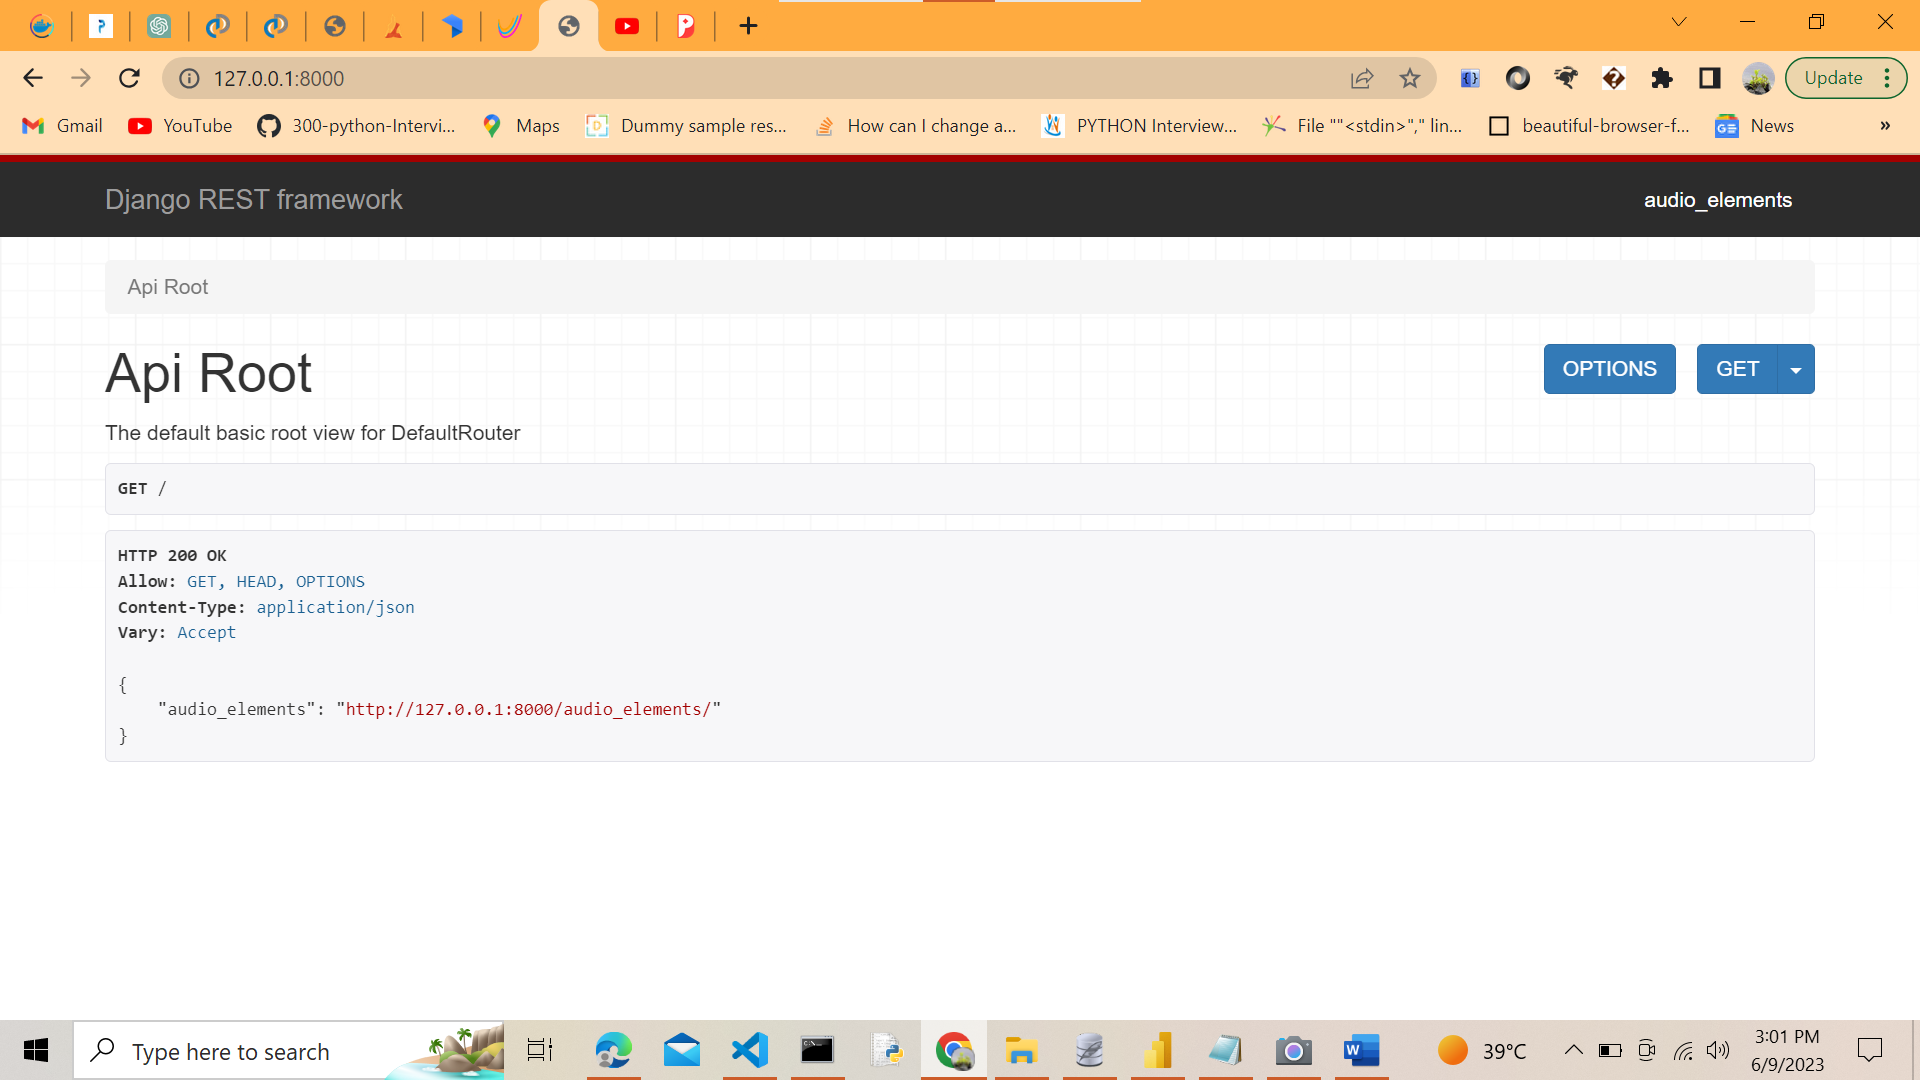 127.0.0.1:8000
Update
Gmail
YouTube
300-python-Intervi...
Maps
Dummy sample res...
How can I change a...
PYTHON Interview...
File ""<stdin>"," lin...
beautiful-browser-f...
News
»
Django REST framework
audio_elements
Api Root
Api Root
OPTIONS
GET
The default basic root view for DefaultRouter
GET /
HTTP 200 OK
Allow: GET, HEAD, OPTIONS
Content-Type: application/json
Vary: Accept
{
"audio_elements": "http://127.0.0.1:8000/audio_elements/"
}
Type here to search
39°C
3:01 PM
6/9/2023